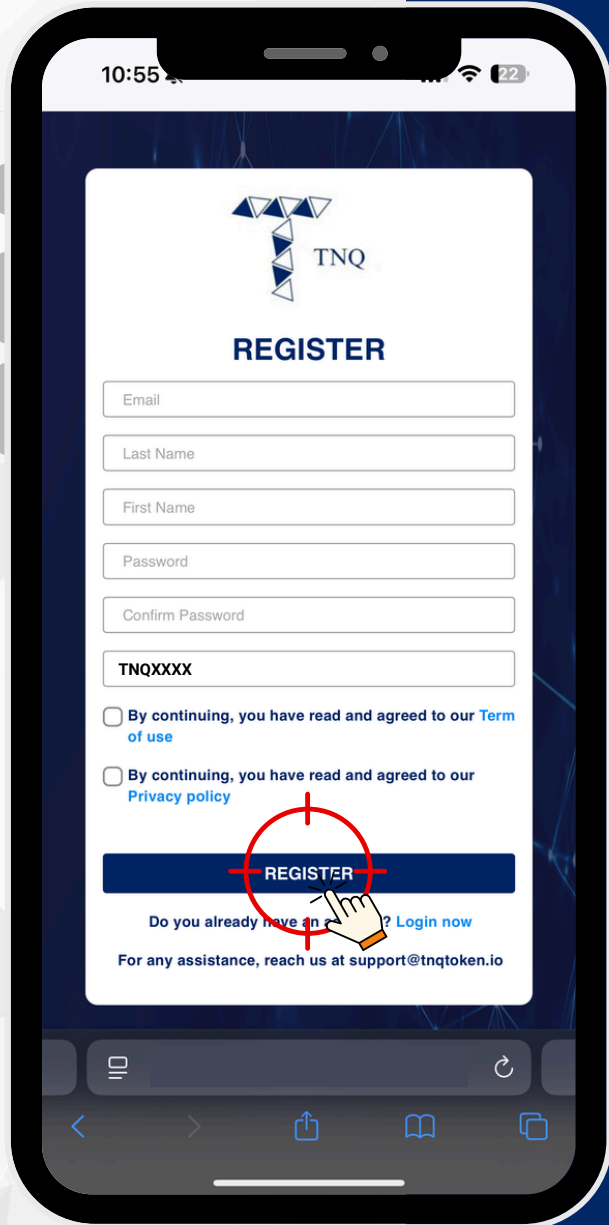 10:55
22
TNQ
REGISTER
Email
Last Name
First Name
Password
Confirm Password
TNQXXXX
By continuing, you have read and agreed to our Term
of use
By continuing, you have read and agreed to our
Privacy policy
REGISTER
Do you already have an ? Login now
For any assistance, reach us at support@tnqtoken.io